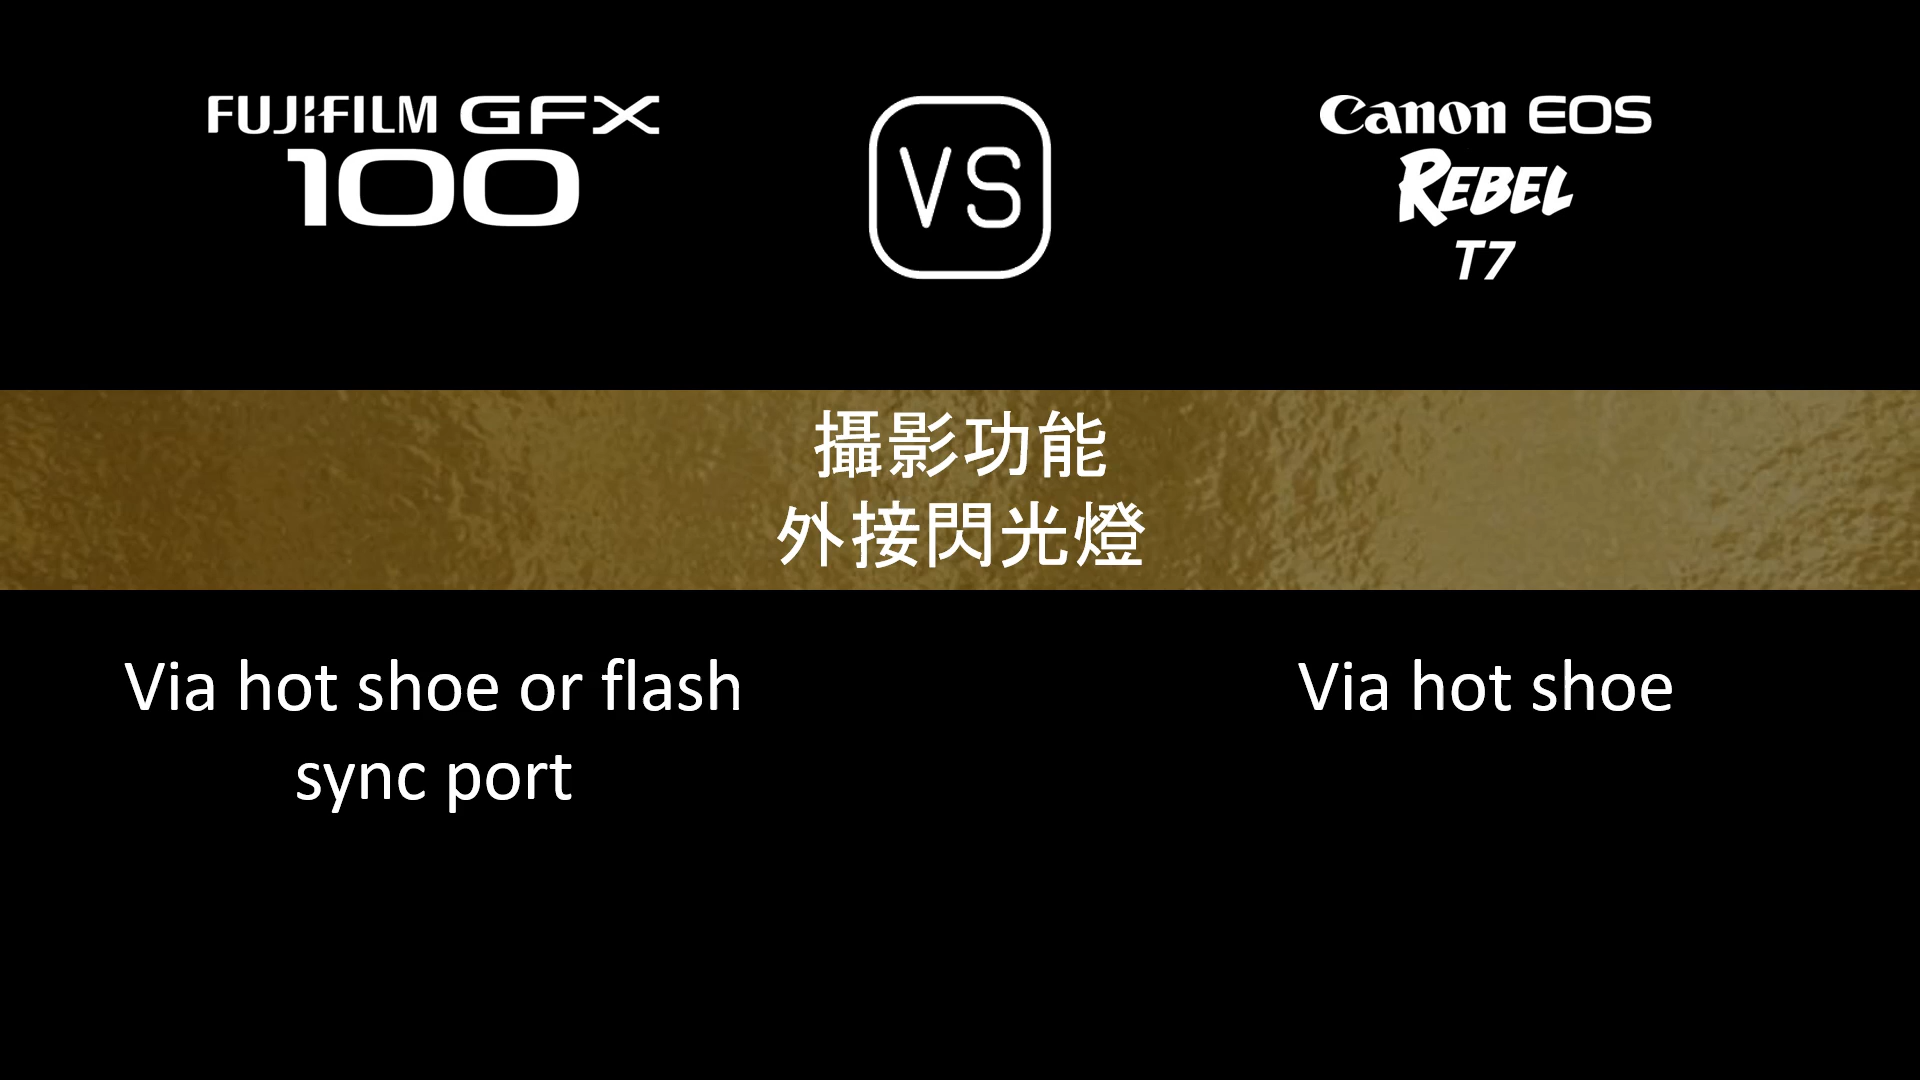 FUJIFILM GFX
100
VS
Canon EOS
REBEL
T7
攝影功能
外接閃光燈
Via hot shoe or flash
sync port
Via hot shoe